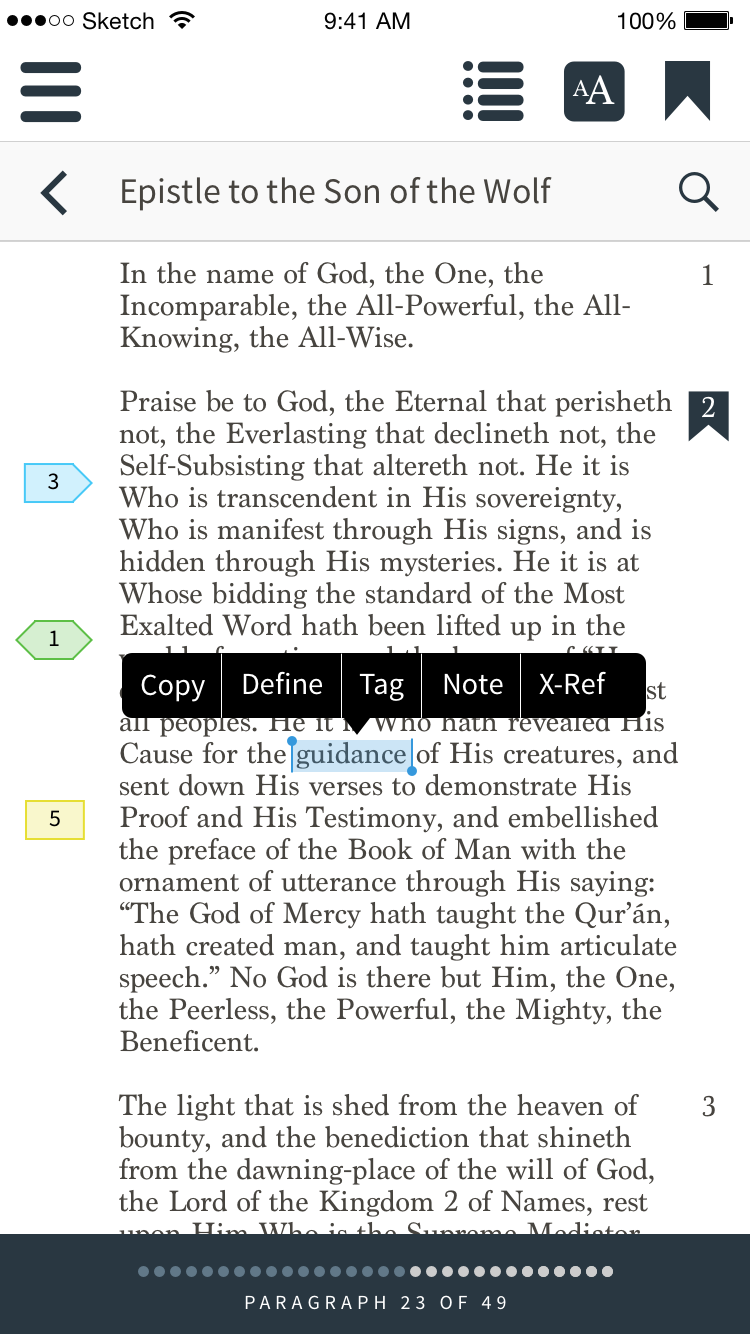 Sketch 9:41 AM 100%
AA
Epistle to the Son of the Wolf
In the name of God, the One, the 1
Incomparable, the All-Powerful, the All-
Knowing, the All-Wise.
Praise be to God, the Eternal that perisheth 2
not, the Everlasting that declineth not, the
Self-Subsisting that altereth not. He it is
3
Who is transcendent in His sovereignty,
Who is manifest through His signs, and is
hidden through His mysteries. He it is at
Whose bidding the standard of the Most
Exalted Word hath been lifted up in the
1
Copy Define Tag Note X-Ref
all peoples. He it Who hath revealed His
Cause for the guidance of His creatures, and
sent down His verses to demonstrate His
5
Proof and His Testimony, and embellished
the preface of the Book of Man with the
ornament of utterance through His saying:
“The God of Mercy hath taught the Qur’án,
hath created man, and taught him articulate
speech.” No God is there but Him, the One,
the Peerless, the Powerful, the Mighty, the
Beneficent.
The light that is shed from the heaven of 3
bounty, and the benediction that shineth
from the dawning-place of the will of God,
the Lord of the Kingdom 2 of Names, rest
upon Him Who is the Supreme Mediator
PARAGRAPH 23 OF 49